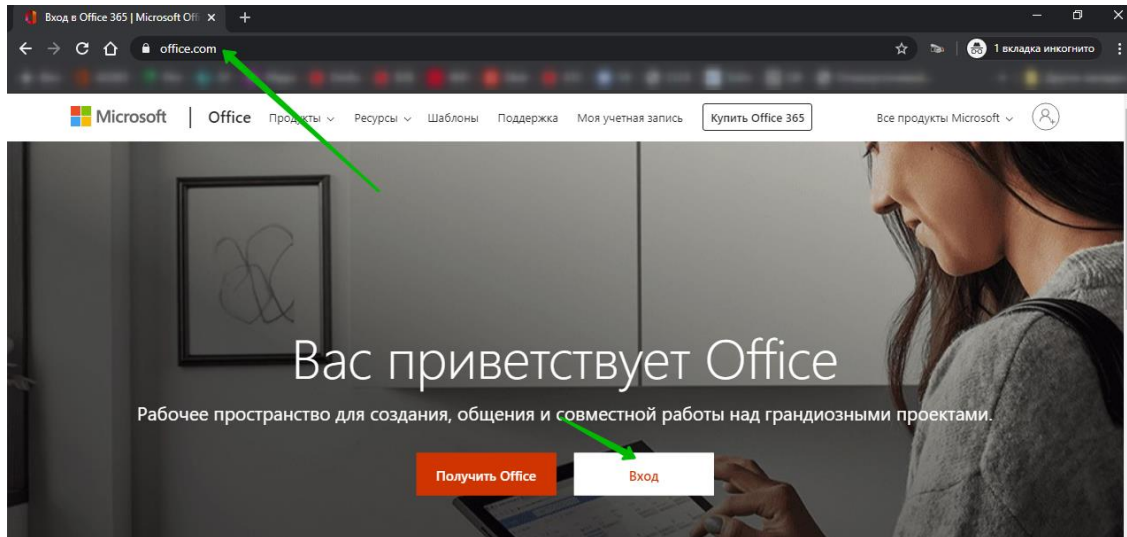 Вход в Office 365 | Microsoft Off
office.com
1 вкладка инкогнито
Microsoft | Office Продукты Ресурсы Шаблоны Поддержка Моя учетная запись Купить Office 365 Все продукты Microsoft
Вас приветствует Office
Рабочее пространство для создания, общения и совместной работы над грандиозными проектами.
Получить Office Вход